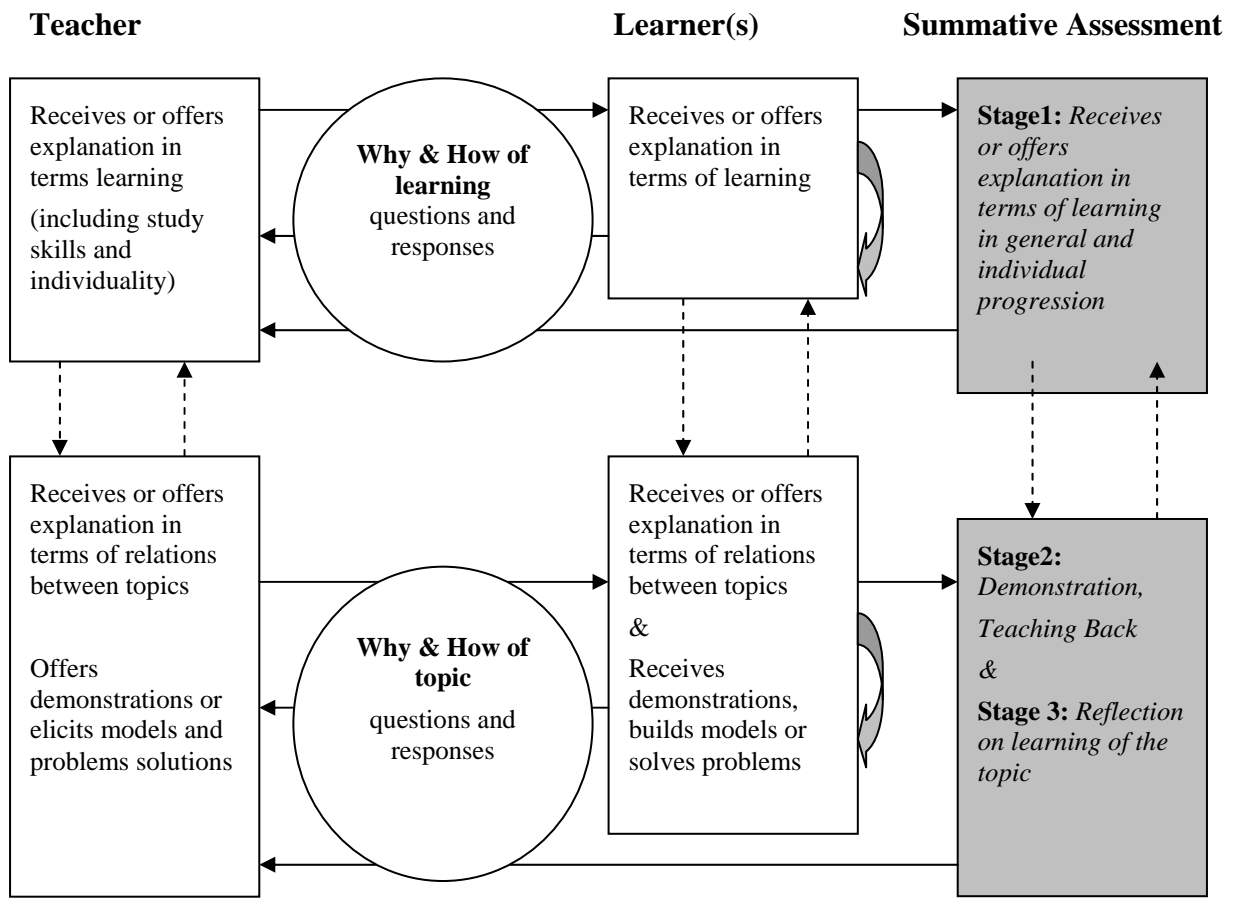 Teacher
Learner(s)
Summative Assessment
Receives or offers
explanation in
terms learning
(including study
skills and
individuality)
Why & How of
learning
questions and
responses
Receives or offers
explanation in
terms of learning
Stage1: Receives
or offers
explanation in
terms of learning
in general and
individual
progression
Receives or offers
explanation in
terms of relations
between topics
Offers
demonstrations or
elicits models and
problems solutions
Why & How of
topic
questions and
responses
Receives or offers
explanation in
terms of relations
between topics
&
Receives
demonstrations,
builds models or
solves problems
Stage2:
Demonstration,
Teaching Back
&
Stage 3: Reflection
on learning of the
topic